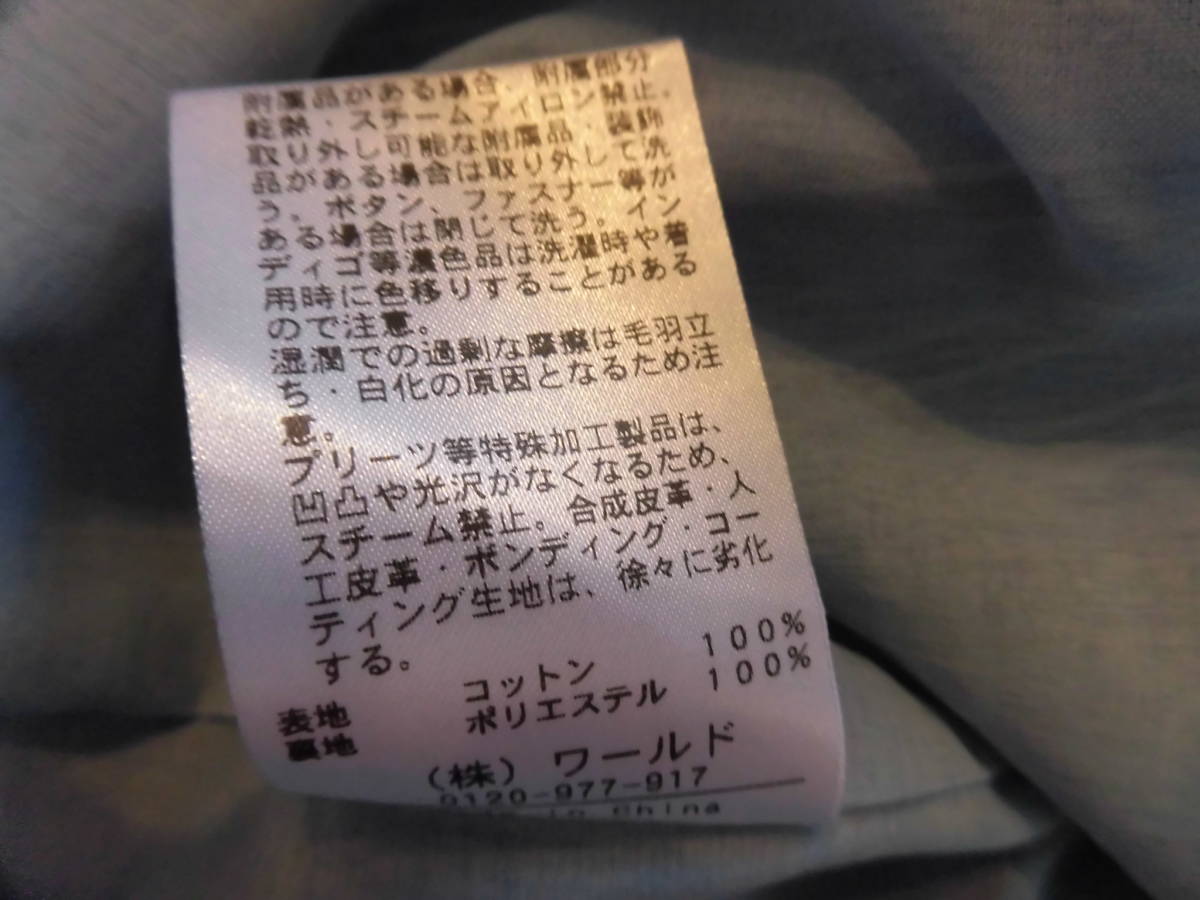 附属品がある場合、附属部分
乾熱・スチームアイロン禁止。
取り外し可能な附属品・装飾
品がある場合は取り外して洗
う。ボタン、ファスナー等が
ある場合は閉じて洗う。イン
ディゴ等濃色品は洗濯時や着
用時に色移りすることがある
ので注意。
湿潤での過剰な摩擦は毛羽立
ち・白化の原因となるため注
意。
プリーツ等特殊加工製品は、
凹凸や光沢がなくなるため、
スチーム禁止。合成皮革・人
工皮革・ボンディング・コー
ティング生地は、徐々に劣化
する。
表地 コットン 100%
裏地 ポリエステル 100%
(株) ワールド
0120-977-917
in China